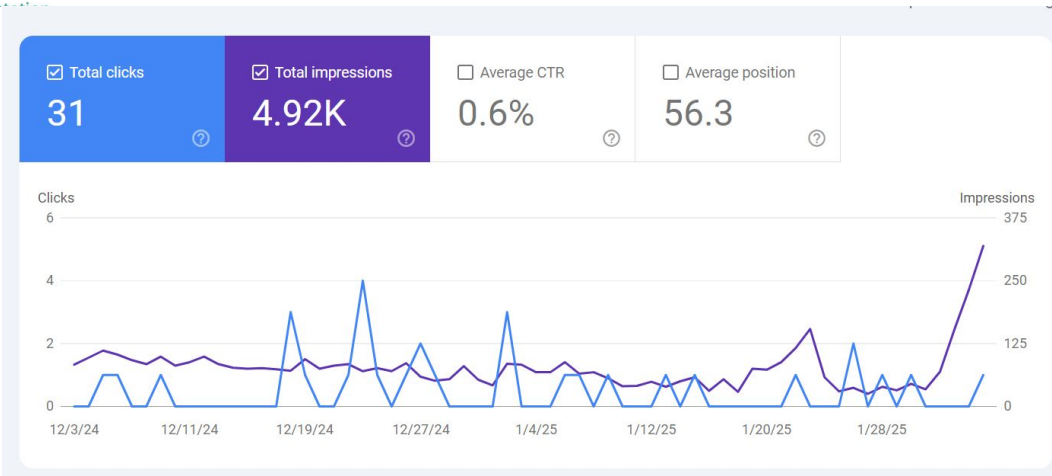 Total clicks
31
Total impressions
4.92K
Average CTR
0.6%
Average position
56.3
Clicks
Impressions
6
375
4
250
2
125
0
0
12/3/24 12/11/24 12/19/24 12/27/24 1/4/25 1/12/25 1/20/25 1/28/25